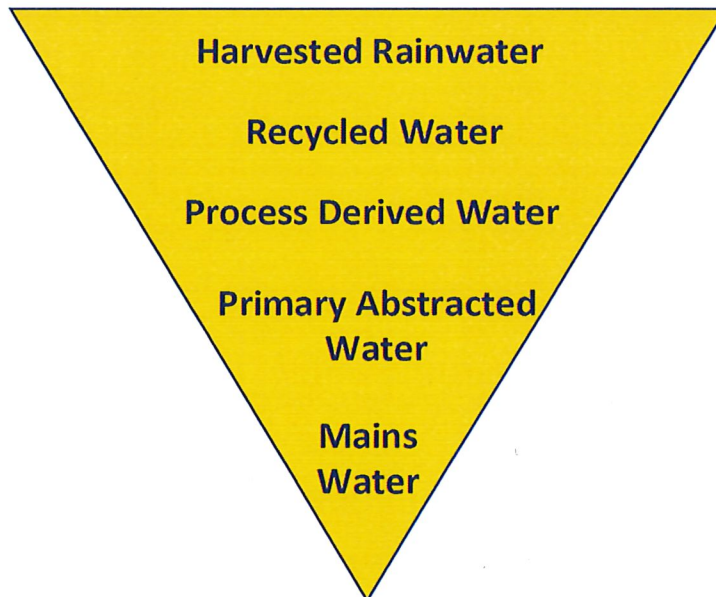 Harvested Rainwater
Recycled Water
Process Derived Water
Primary Abstracted
Water
Mains
Water